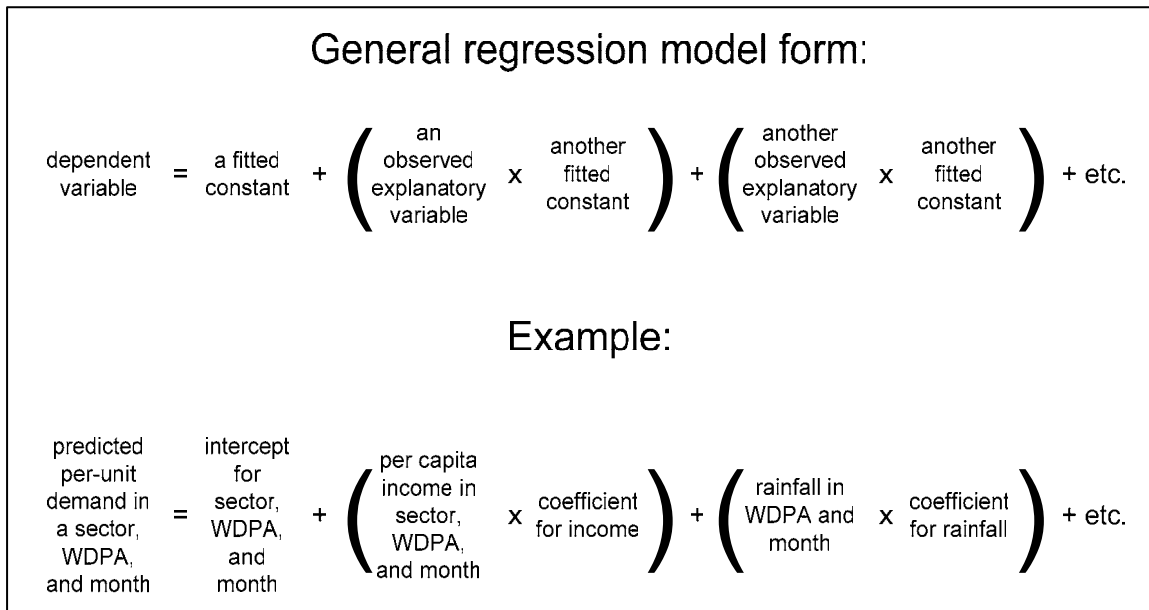 General regression model form:
dependent
variable
=
a fitted
constant
+
(
an
observed
explanatory
variable
x
another
fitted
constant
)
+
(
another
observed
explanatory
variable
x
another
fitted
constant
)
+ etc.
Example:
predicted
per-unit
demand in
a sector,
WDPA,
and month
=
intercept
for
sector,
WDPA,
and
month
+
(
per capita
income in
sector,
WDPA,
and month
x
coefficient
for income
)
+
(
rainfall in
WDPA and
month
x
coefficient
for rainfall
)
+ etc.